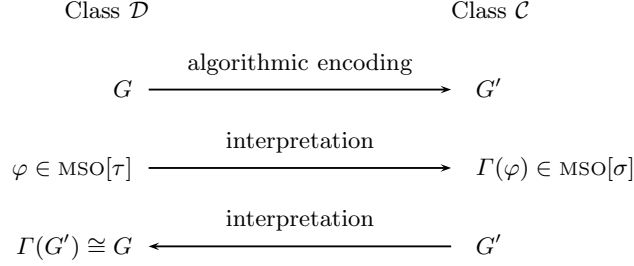 Class 𝒟 Class 𝒞
algorithmic encoding
G G′
interpretation
φ ∈ MSO[τ] Γ(φ) ∈ MSO[σ]
interpretation
Γ(G′) ≅ G G′